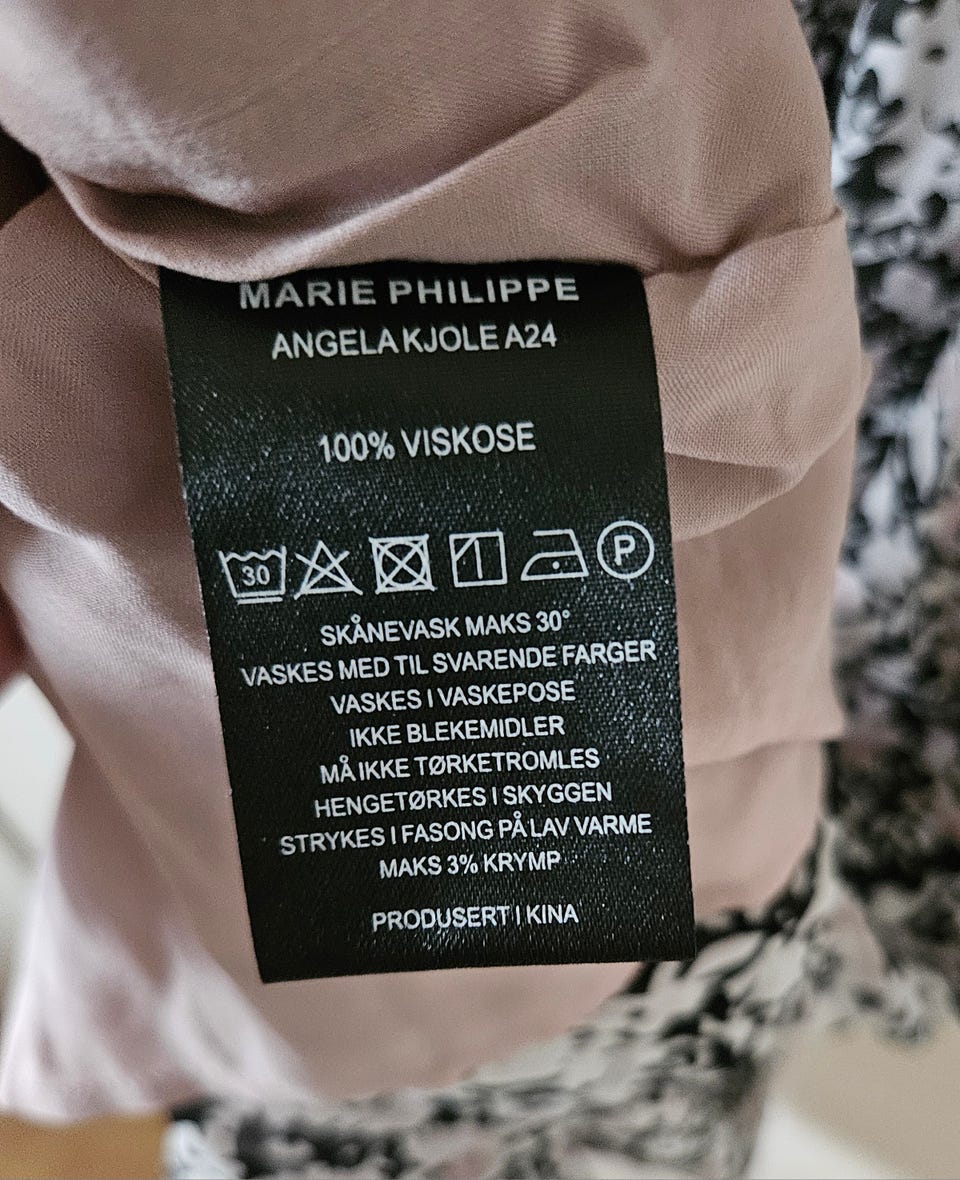 MARIE PHILIPPE
ANGELA KJOLE A24
100% VISKOSE
30 P
SKÅNEVASK MAKS 30°
VASKES MED TIL SVARENDE FARGER
VASKES I VASKEPOSE
IKKE BLEKEMIDLER
MÅ IKKE TØRKETROMLES
HENGETØRKES I SKYGGEN
STRYKES I FASONG PÅ LAV VARME
MAKS 3% KRYMP
PRODUSERT I KINA